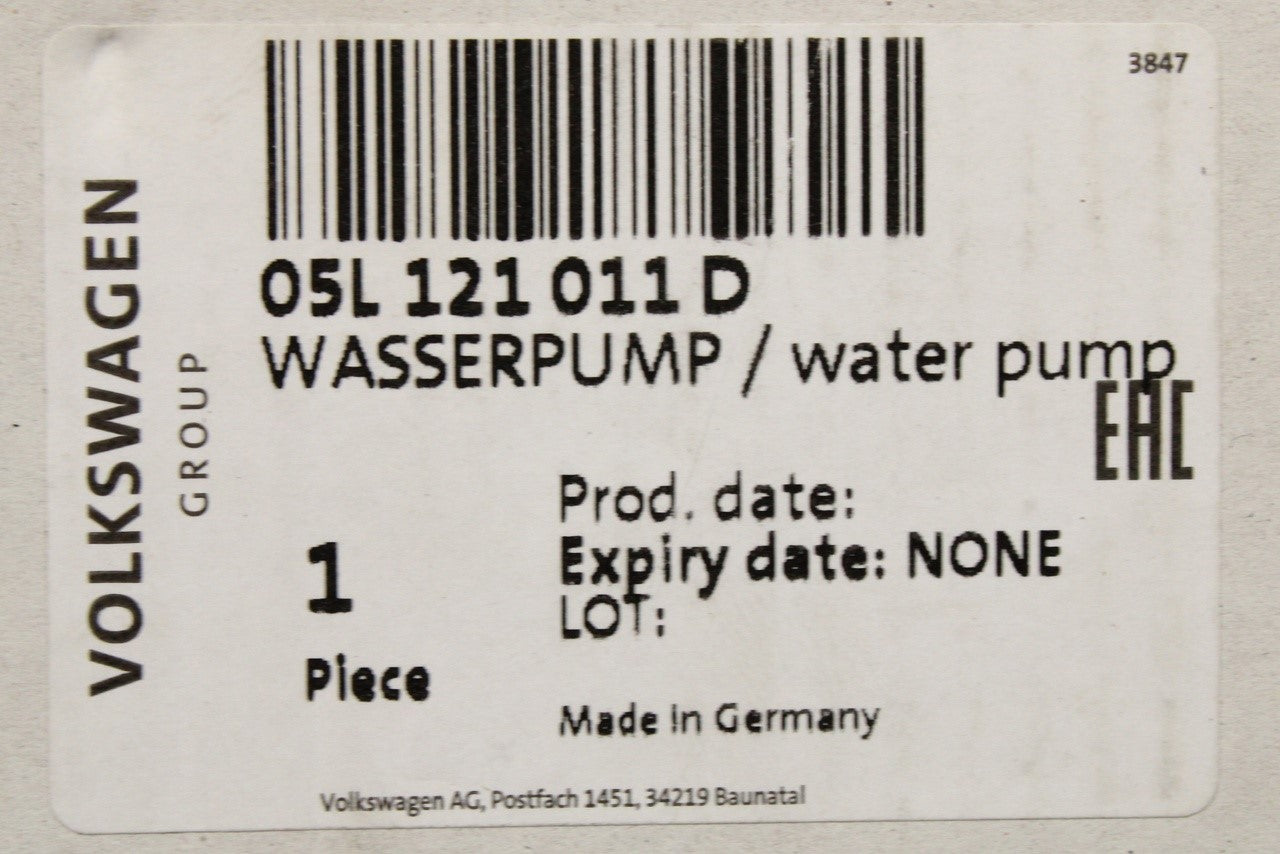 3847
VOLKSWAGEN
GROUP
05L 121 011 D
WASSERPUMP / water pump
EAC
Prod. date:
Expiry date: NONE
LOT:
1
Piece
Made in Germany
Volkswagen AG, Postfach 1451, 34219 Baunatal